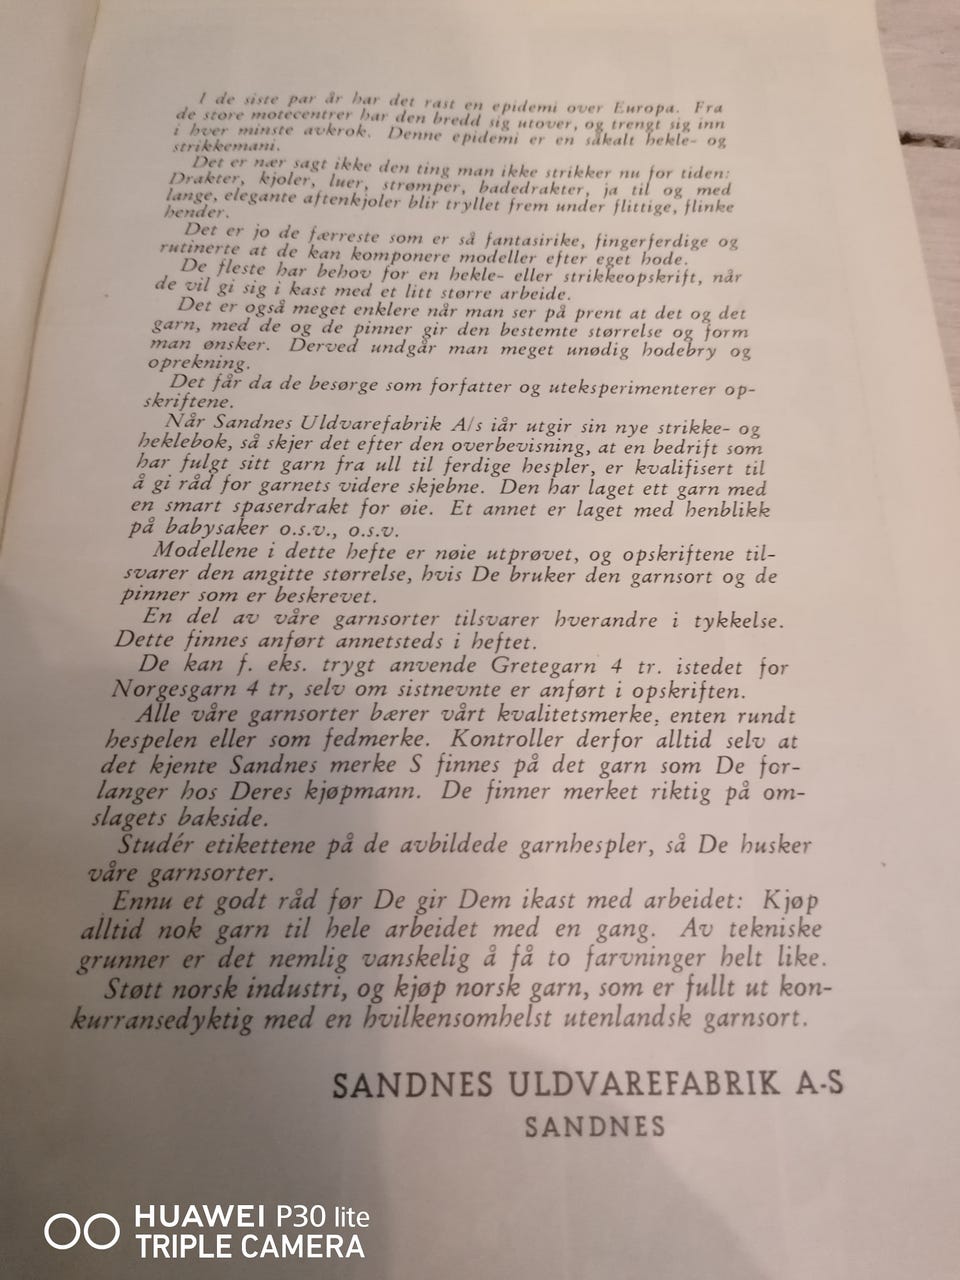 I de siste par år har det rast en epidemi over Europa. Fra
de store motecentrer har den bredd sig utover, og trengt sig inn
i hver minste avkrok. Denne epidemi er en såkalt hekle- og
strikkemani.
Det er nær sagt ikke den ting man ikke strikker nu for tiden:
Drakter, kjoler, luer, strømper, badedrakter, ja til og med
lange, elegante aftenkjoler blir tryllet frem under flittige, flinke
hender.
Det er jo de færreste som er så fantasirike, fingerferdige og
rutinerte at de kan komponere modeller efter eget hode.
De fleste har behov for en hekle- eller strikkeopskrift, når
de vil gi sig i kast med et litt større arbeide.
Det er også meget enklere når man ser på prent at det og det
garn, med de og de pinner gir den bestemte størrelse og form
man ønsker. Derved undgår man meget unødig hodebry og
oprekning.
Det får da de besørge som forfatter og uteksperimenterer op-
skriftene.
Når Sandnes Uldvarefabrik A/s iår utgir sin nye strikke- og
heklebok, så skjer det efter den overbevisning, at en bedrift som
har fulgt sitt garn fra ull til ferdige hespler, er kvalifisert til
å gi råd for garnets videre skjebne. Den har laget ett garn med
en smart spaserdrakt for øie. Et annet er laget med henblikk
på babysaker o.s.v., o.s.v.
Modellene i dette hefte er nøie utprøvet, og opskriftene til-
svarer den angitte størrelse, hvis De bruker den garnsort og de
pinner som er beskrevet.
En del av våre garnsorter tilsvarer hverandre i tykkelse.
Dette finnes anført annetsteds i heftet.
De kan f. eks. trygt anvende Gretegarn 4 tr. istedet for
Norgesgarn 4 tr, selv om sistnevnte er anført i opskriften.
Alle våre garnsorter bærer vårt kvalitetsmerke, enten rundt
hespelen eller som fedmerke. Kontroller derfor alltid selv at
det kjente Sandnes merke S finnes på det garn som De for-
langer hos Deres kjøpmann. De finner merket riktig på om-
slagets bakside.
Studér etikettene på de avbildede garnhespler, så De husker
våre garnsorter.
Ennu et godt råd før De gir Dem ikast med arbeidet: Kjøp
alltid nok garn til hele arbeidet med en gang. Av tekniske
grunner er det nemlig vanskelig å få to farvninger helt like.
Støtt norsk industri, og kjøp norsk garn, som er fullt ut kon-
kurransedyktig med en hvilkensomhelst utenlandsk garnsort.
SANDNES ULDVAREFABRIK A-S
SANDNES
HUAWEI P30 lite
TRIPLE CAMERA